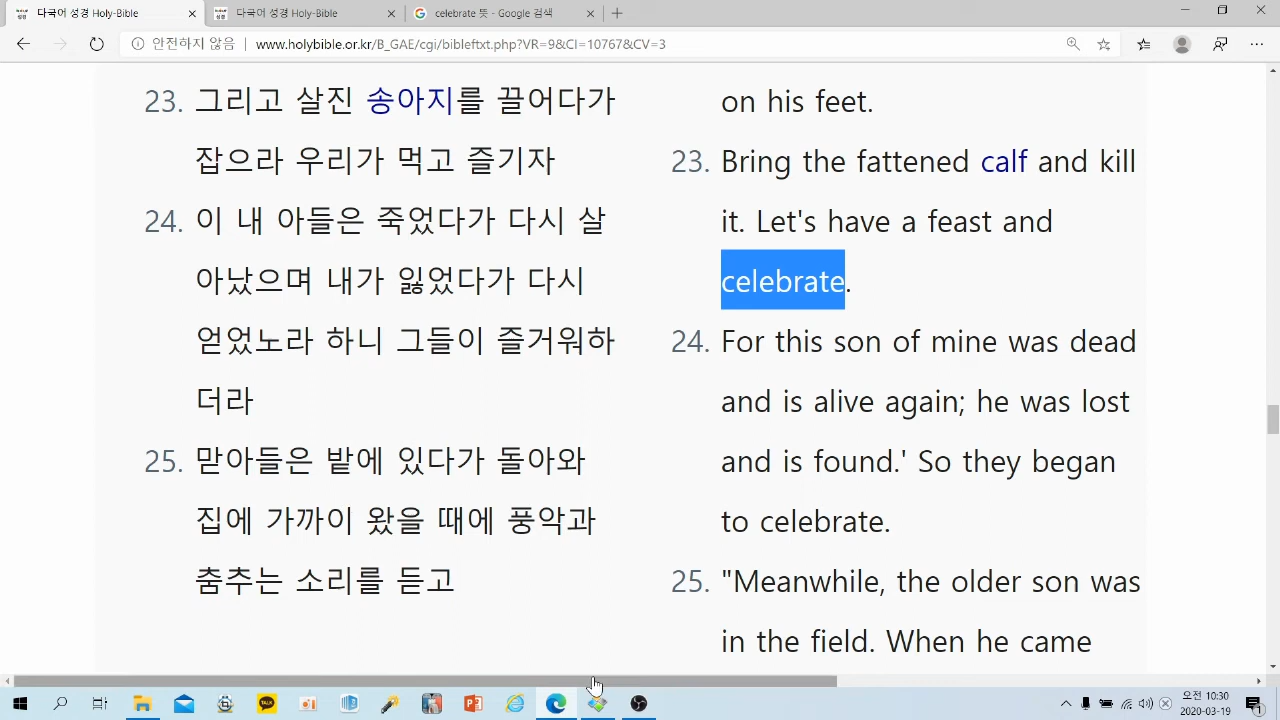 다국어 성경 Holy-Bible
다국어 성경 Holy-Bible
celebrate 뜻 - Google 검색
안전하지 않음 www.holybible.or.kr/B_GAE/cgi/bibleftxt.php?VR=9&CI=10767&CV=3
23. 그리고 살진 송아지를 끌어다가
잡으라 우리가 먹고 즐기자
24. 이 내 아들은 죽었다가 다시 살
아났으며 내가 잃었다가 다시
얻었노라 하니 그들이 즐거워하
더라
25. 맏아들은 밭에 있다가 돌아와
집에 가까이 왔을 때에 풍악과
춤추는 소리를 듣고
on his feet.
23. Bring the fattened calf and kill
it. Let's have a feast and
celebrate.
24. For this son of mine was dead
and is alive again; he was lost
and is found.' So they began
to celebrate.
25. "Meanwhile, the older son was
in the field. When he came
TALK
오전 10:30
2020-03-19
1